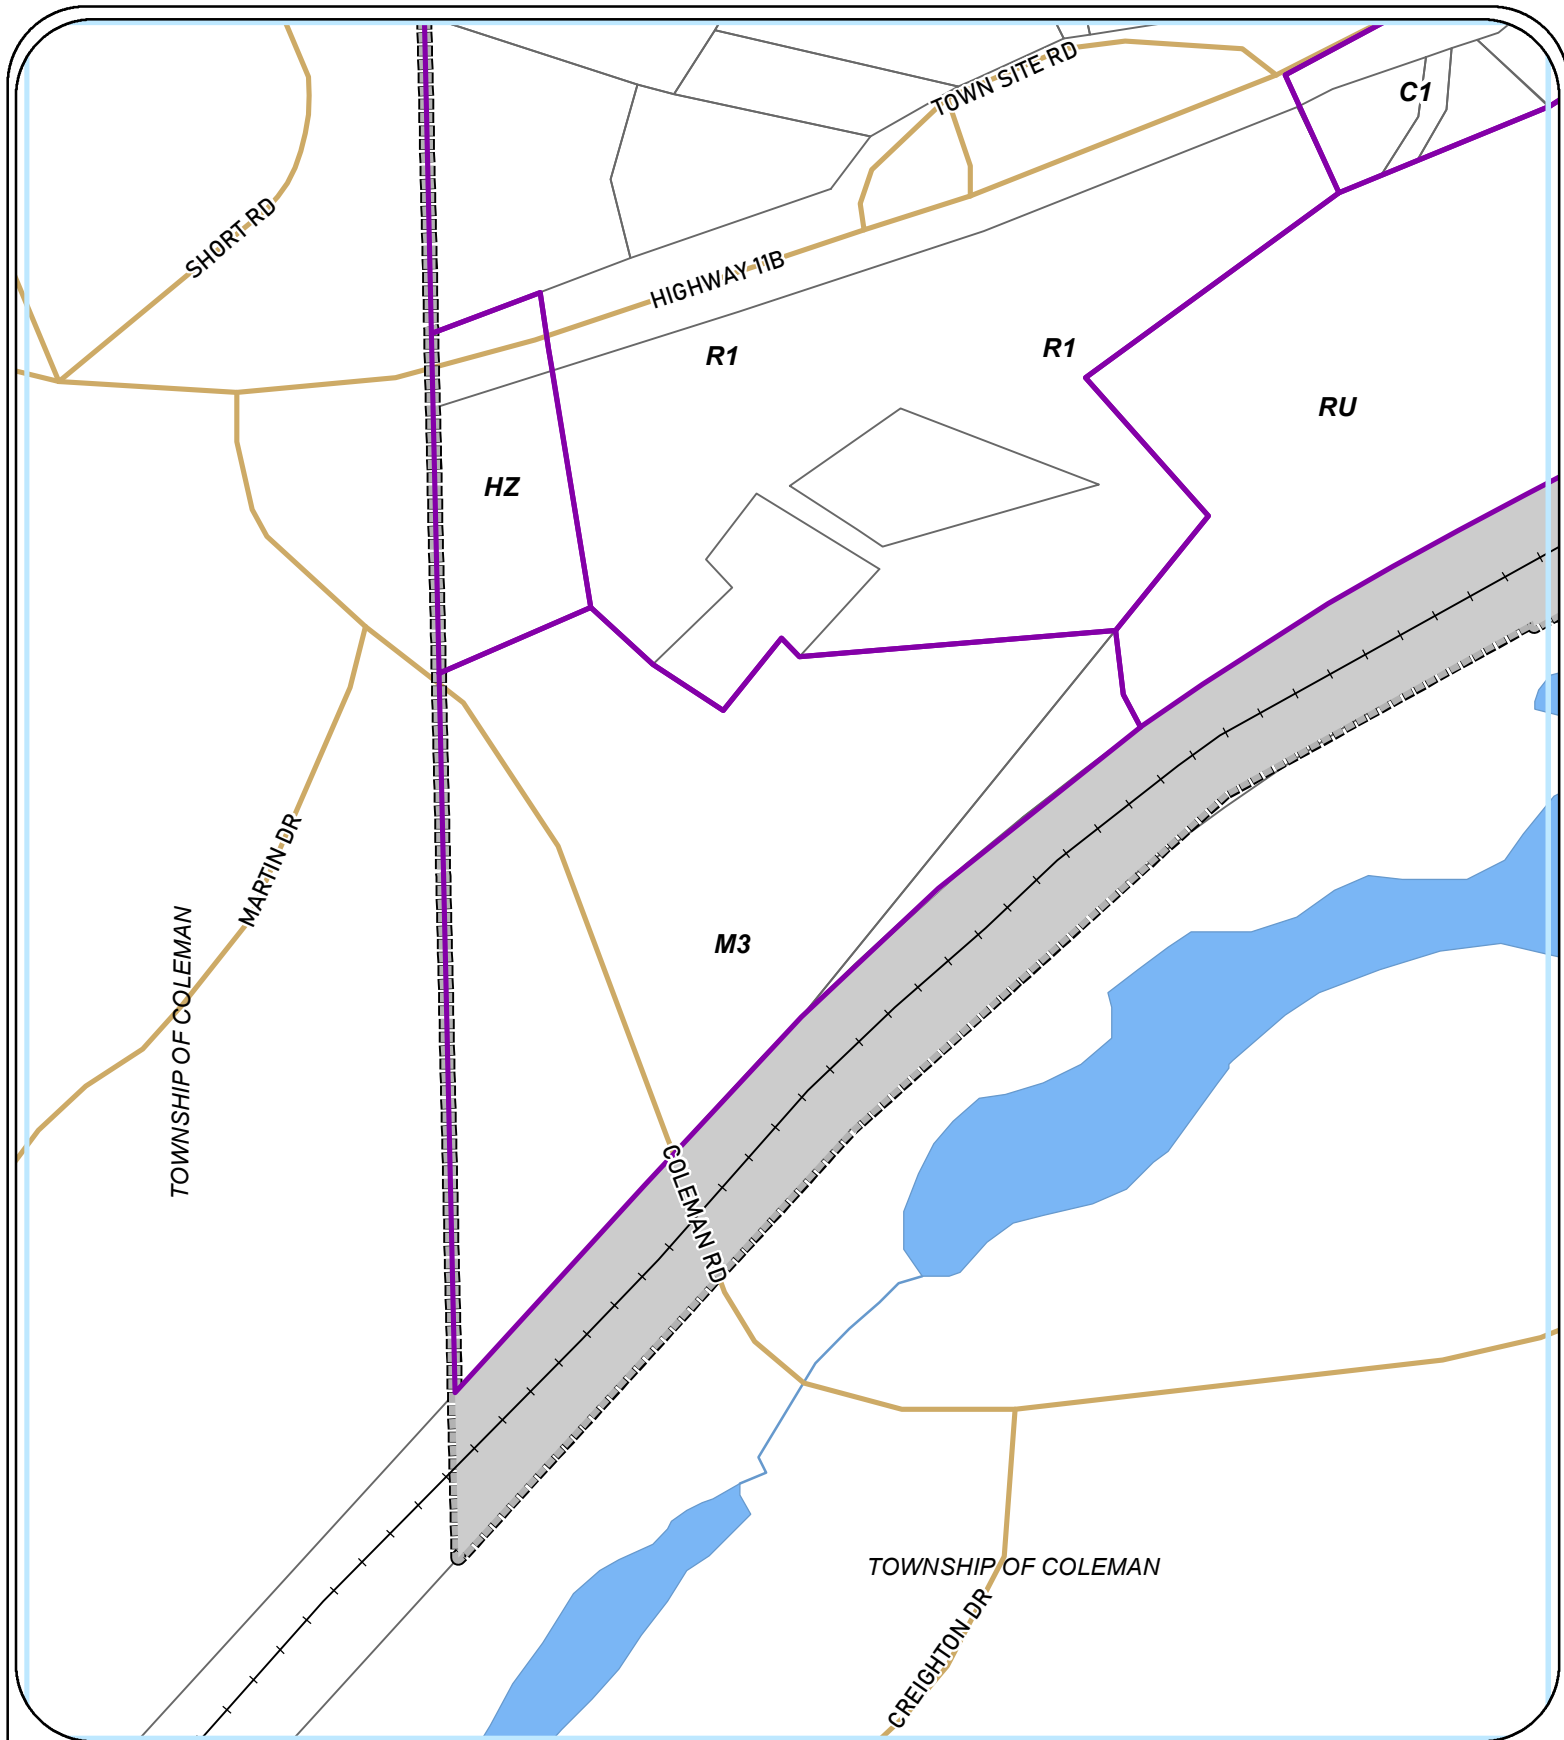 TOWN SITE RD
C1
SHORT RD
HIGHWAY 11B
R1
R1
RU
HZ
MARTIN DR
TOWNSHIP OF COLEMAN
M3
COLEMAN RD
TOWNSHIP OF COLEMAN
CREIGHTON DR